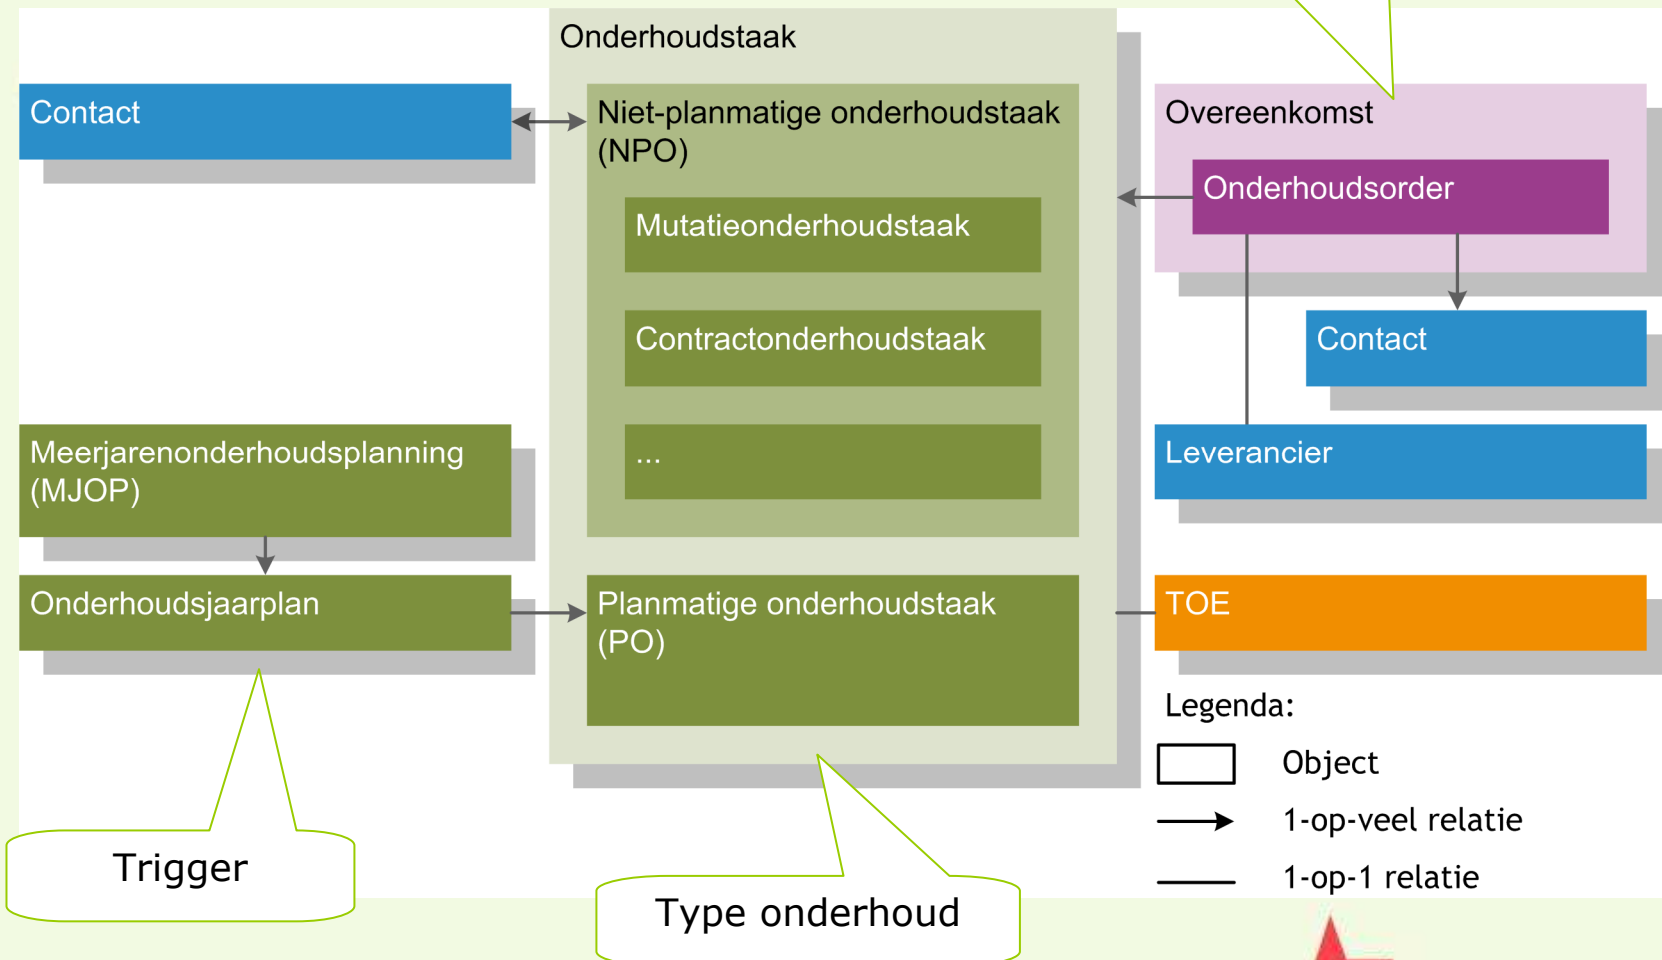 Onderhoudstaak
Contact
Niet-planmatige onderhoudstaak
(NPO)
Overeenkomst
Onderhoudsorder
Mutatieonderhoudstaak
Contractonderhoudstaak
Contact
Meerjarenonderhoudsplanning
(MJOP)
...
Leverancier
Onderhoudsjaarplan
Planmatige onderhoudstaak
(PO)
TOE
Legenda:
Object
1-op-veel relatie
1-op-1 relatie
Trigger
Type onderhoud